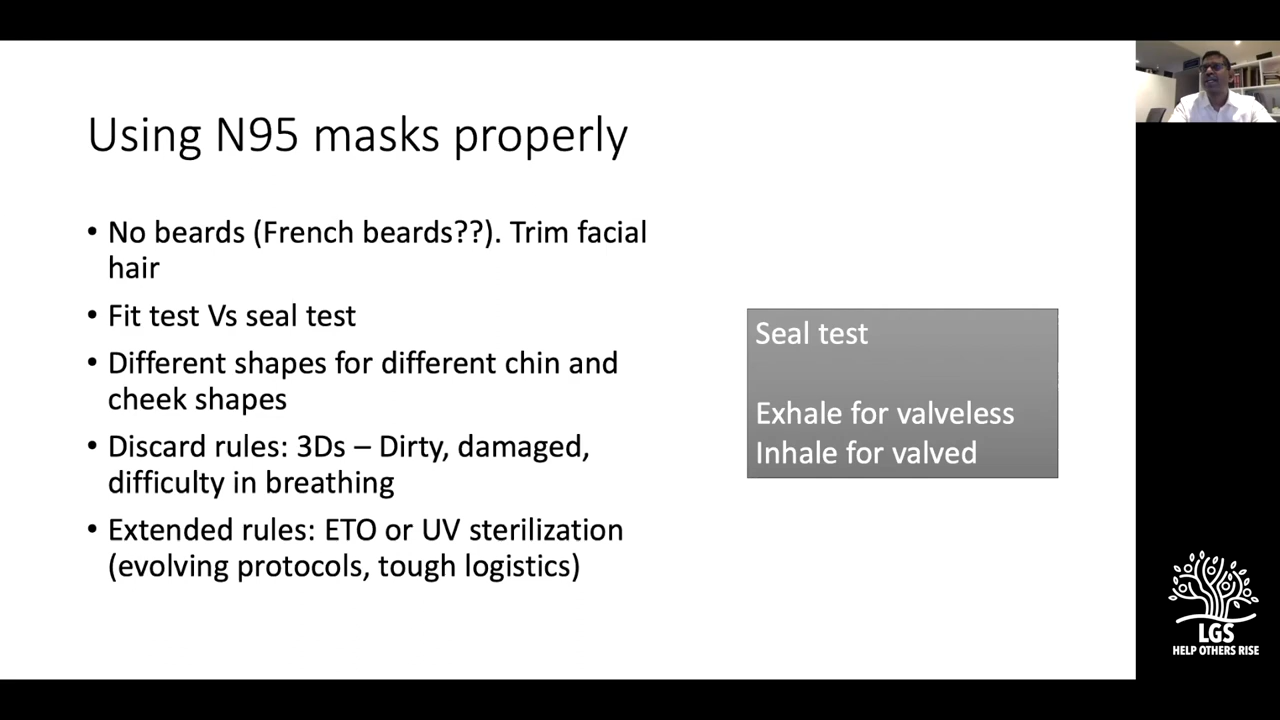 Using N95 masks properly
• No beards (French beards??). Trim facial
hair
• Fit test Vs seal test
• Different shapes for different chin and
cheek shapes
• Discard rules: 3Ds – Dirty, damaged,
difficulty in breathing
• Extended rules: ETO or UV sterilization
(evolving protocols, tough logistics)
Seal test
Exhale for valveless
Inhale for valved
LGS
HELP OTHERS RISE